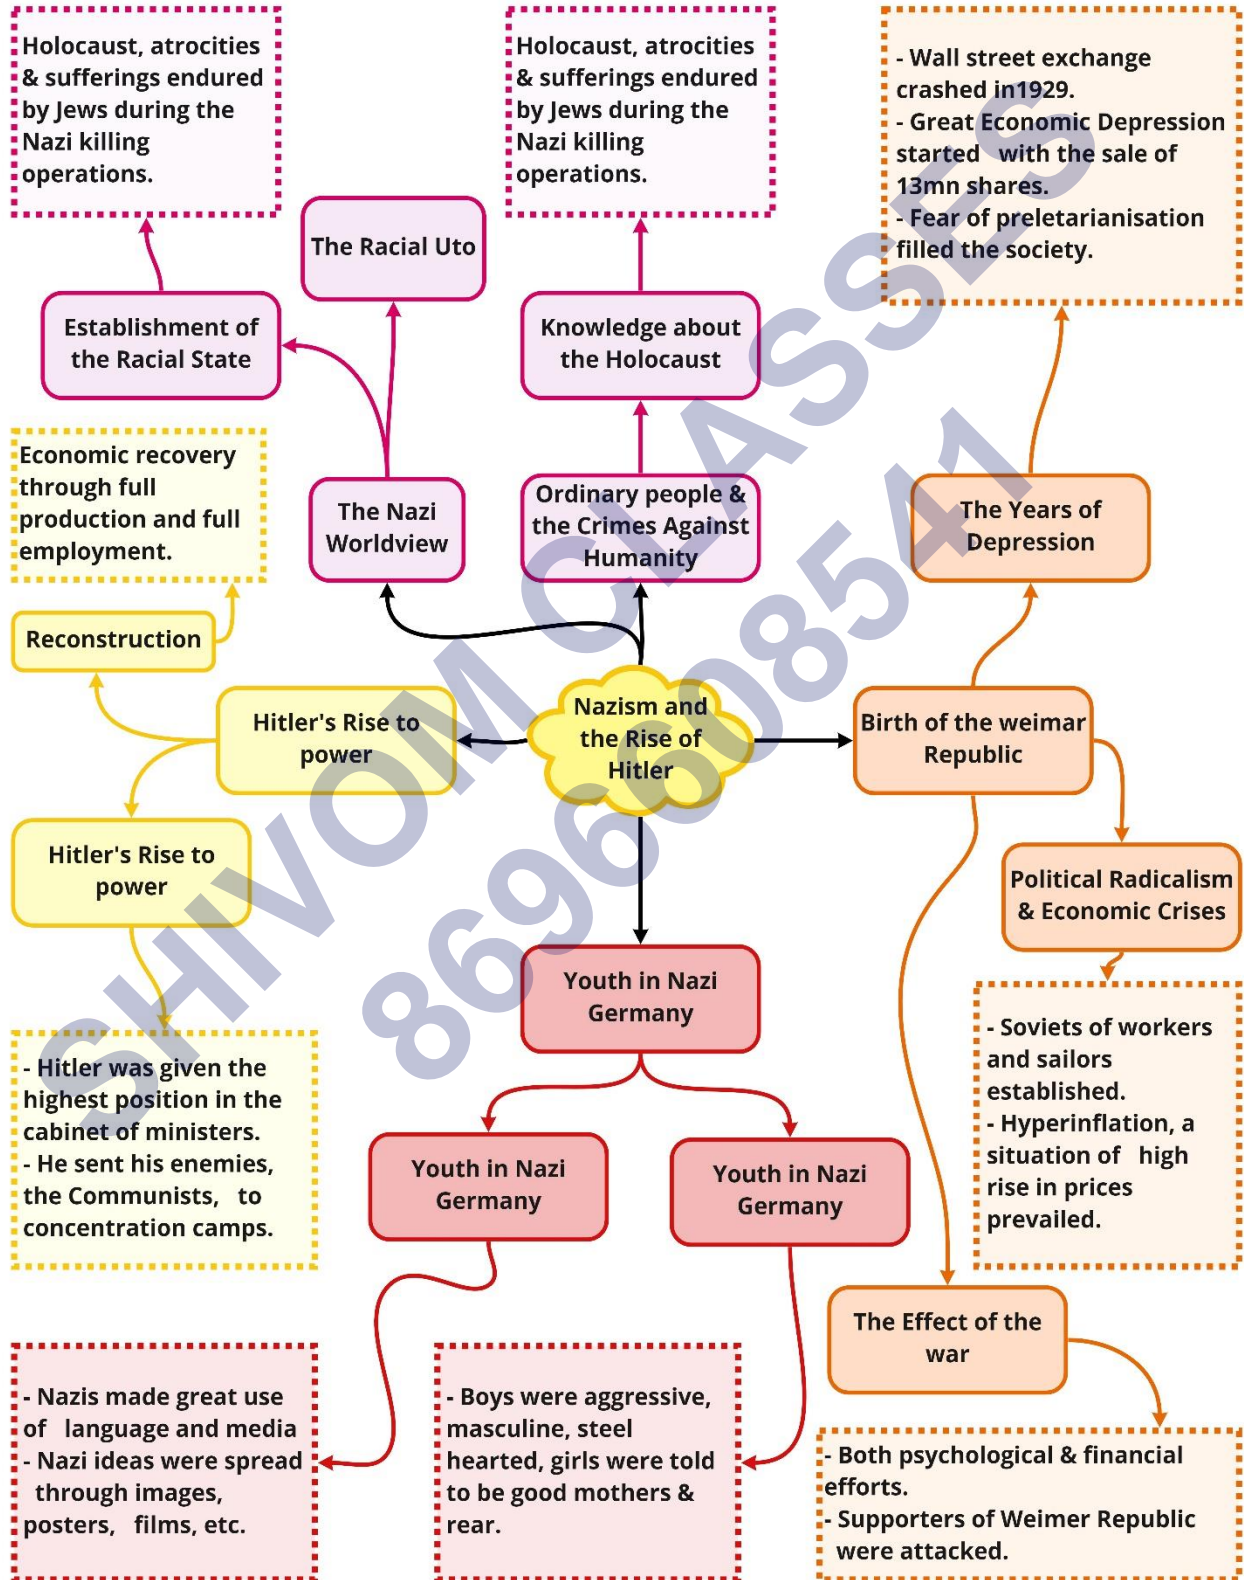 Holocaust, atrocities
& sufferings endured
by Jews during the
Nazi killing
operations.
Holocaust, atrocities
& sufferings endured
by Jews during the
Nazi killing
operations.
- Wall street exchange
crashed in1929.
- Great Economic Depression
started with the sale of
13mn shares.
- Fear of preletarianisation
filled the society.
The Racial Uto
Establishment of
the Racial State
Knowledge about
the Holocaust
Economic recovery
through full
production and full
employment.
The Nazi
Worldview
Ordinary people &
the Crimes Against
Humanity
The Years of
Depression
Reconstruction
Hitler's Rise to
power
Nazism and
the Rise of
Hitler
Birth of the weimar
Republic
Hitler's Rise to
power
Political Radicalism
& Economic Crises
Youth in Nazi
Germany
- Soviets of workers
and sailors
established.
- Hyperinflation, a
situation of high
rise in prices
prevailed.
- Hitler was given the
highest position in the
cabinet of ministers.
- He sent his enemies,
the Communists, to
concentration camps.
Youth in Nazi
Germany
Youth in Nazi
Germany
The Effect of the
war
- Nazis made great use
of language and media
- Nazi ideas were spread
through images,
posters, films, etc.
- Boys were aggressive,
masculine, steel
hearted, girls were told
to be good mothers &
rear.
- Both psychological & financial
efforts.
- Supporters of Weimer Republic
were attacked.
SHIVOM CLASSES
8696608541